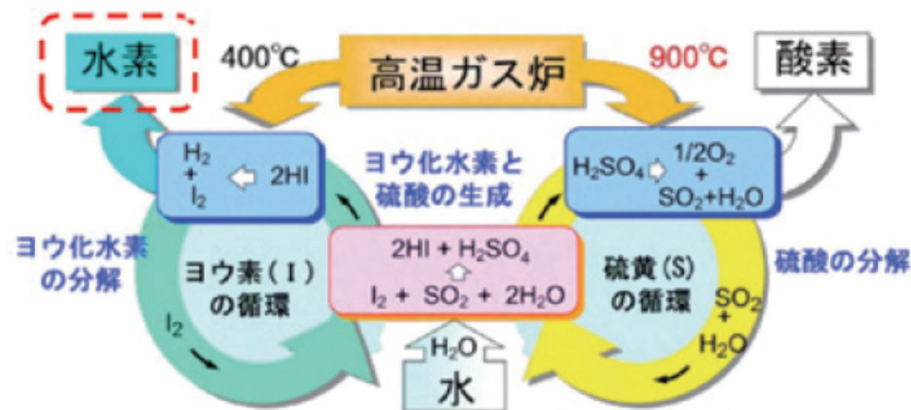 水素
400℃
高温ガス炉
900℃
酸素
H₂
+
I₂
2HI
ヨウ化水素と
硫酸の生成
H₂SO₄
1/2O₂
+
SO₂+H₂O
ヨウ化水素
の分解
ヨウ素(I)
の循環
2HI + H₂SO₄
I₂ + SO₂ + 2H₂O
硫黄(S)
の循環
硫酸の分解
I₂
SO₂
+
H₂O
H₂O
水